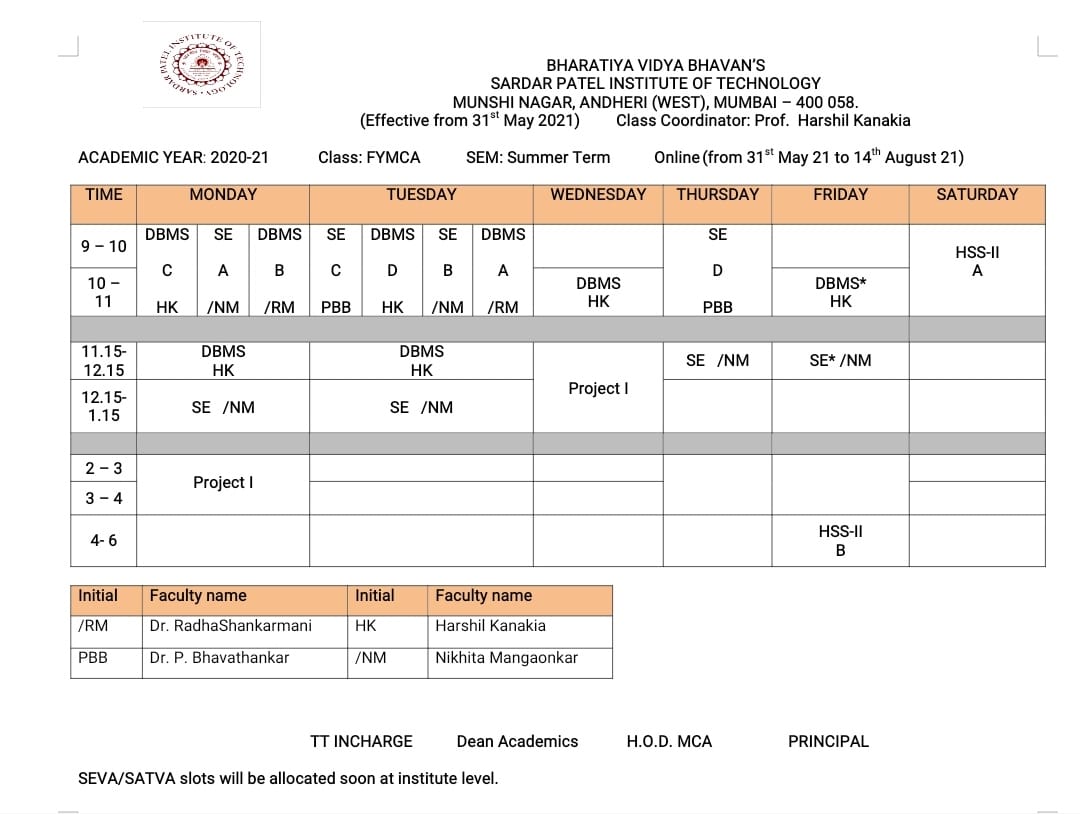 SARDAR PATEL INSTITUTE OF TECHNOLOGY
BHARATIYA VIDYA BHAVAN'S
SARDAR PATEL INSTITUTE OF TECHNOLOGY
MUNSHI NAGAR, ANDHERI (WEST), MUMBAI – 400 058.
(Effective from 31st May 2021) Class Coordinator: Prof. Harshil Kanakia
ACADEMIC YEAR: 2020-21 Class: FYMCA SEM: Summer Term Online (from 31st May 21 to 14th August 21)
TIME MONDAY TUESDAY WEDNESDAY THURSDAY FRIDAY SATURDAY
9 – 10
DBMS SE DBMS SE DBMS SE DBMS SE
C A B C D B A D
HK /NM /RM PBB HK /NM /RM PBB
HSS-II
A
10 –
11
DBMS
HK
DBMS*
HK
11.15-
12.15
DBMS
HK
DBMS
HK
Project I
SE /NM
SE* /NM
12.15-
1.15
SE /NM
SE /NM
2 – 3
Project I
3 – 4
4- 6
HSS-II
B
Initial Faculty name Initial Faculty name
/RM Dr. RadhaShankarmani HK Harshil Kanakia
PBB Dr. P. Bhavathankar /NM Nikhita Mangaonkar
TT INCHARGE Dean Academics H.O.D. MCA PRINCIPAL
SEVA/SATVA slots will be allocated soon at institute level.